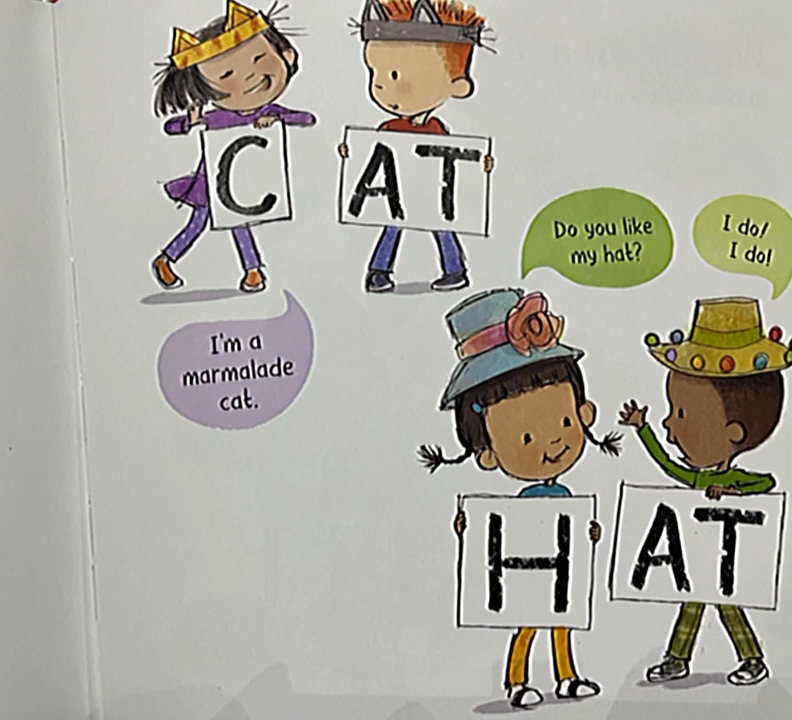 C AT
I'm a
marmalade
cat.
Do you like
my hat?
I do!
I do!
H AT